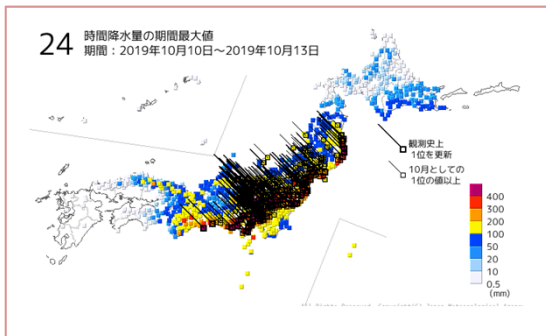 24 時間降水量の期間最大値
期間：2019年10月10日～2019年10月13日
観測史上
1位を更新
10月としての
1位の値以上
400
300
200
100
50
20
10
0.5
(mm)